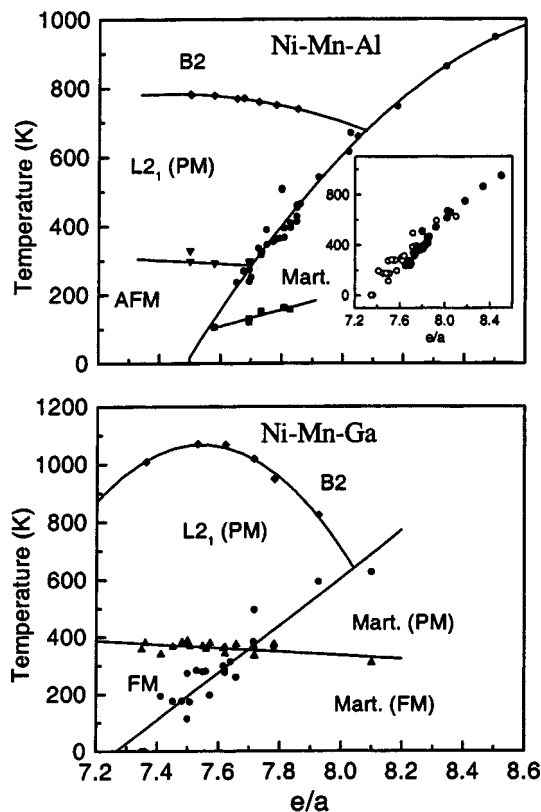 1000
800
600
400
200
0
Temperature (K)
Ni-Mn-Al
B2
L2₁ (PM)
AFM
Mart.
800
400
0
7.2 7.6 8.0 8.4
e/a
1200
1000
800
600
400
200
0
Temperature (K)
Ni-Mn-Ga
B2
L2₁ (PM)
Mart. (PM)
FM
Mart. (FM)
7.2 7.4 7.6 7.8 8.0 8.2 8.4 8.6
e/a